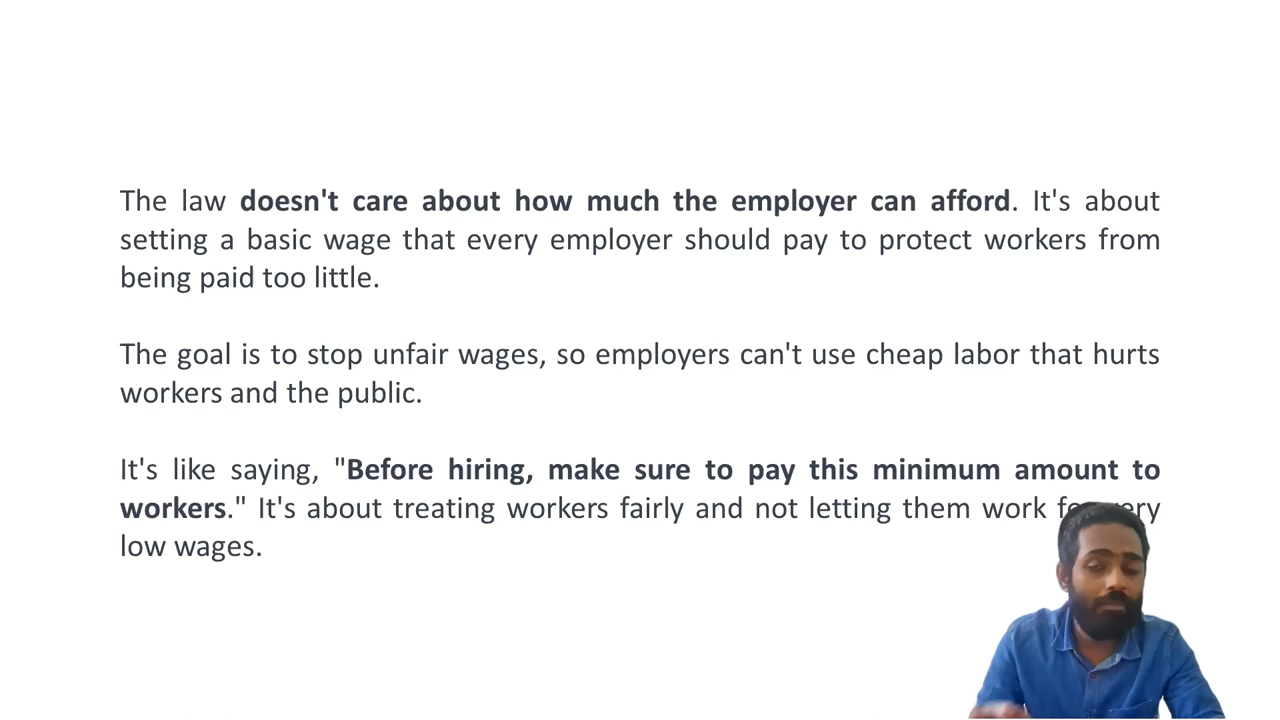 The law doesn't care about how much the employer can afford. It's about
setting a basic wage that every employer should pay to protect workers from
being paid too little.
The goal is to stop unfair wages, so employers can't use cheap labor that hurts
workers and the public.
It's like saying, "Before hiring, make sure to pay this minimum amount to
workers." It's about treating workers fairly and not letting them work
low wages.